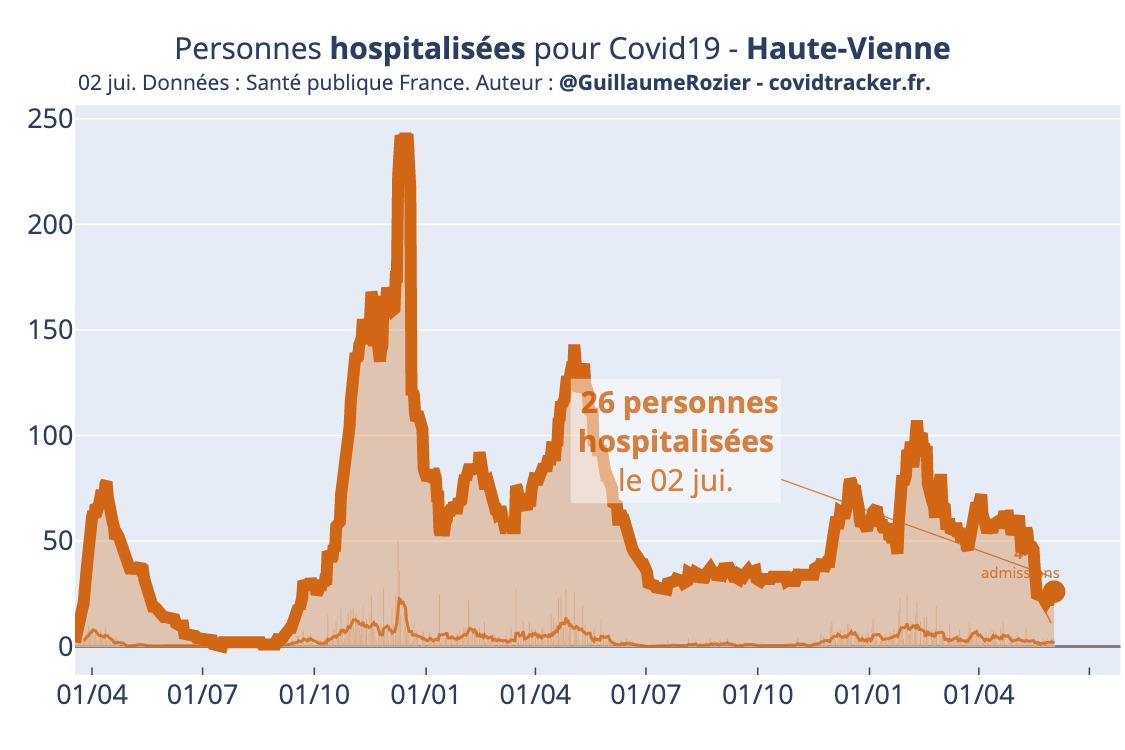 Personnes hospitalisées pour Covid19 - Haute-Vienne
02 jui. Données : Santé publique France. Auteur : @GuillaumeRozier - covidtracker.fr.
250
200
150
100
50
0
26 personnes
hospitalisées
le 02 jui.
admissions
01/04 01/07 01/10 01/01 01/04 01/07 01/10 01/01 01/04